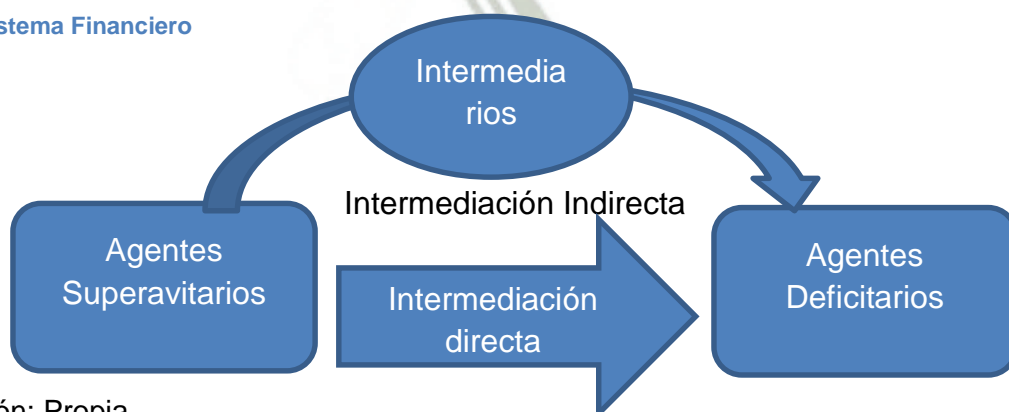 stema Financiero
Intermedia
rios
Intermediación Indirecta
Agentes
Superavitarios
Intermediación
directa
Agentes
Deficitarios
ón: Propia